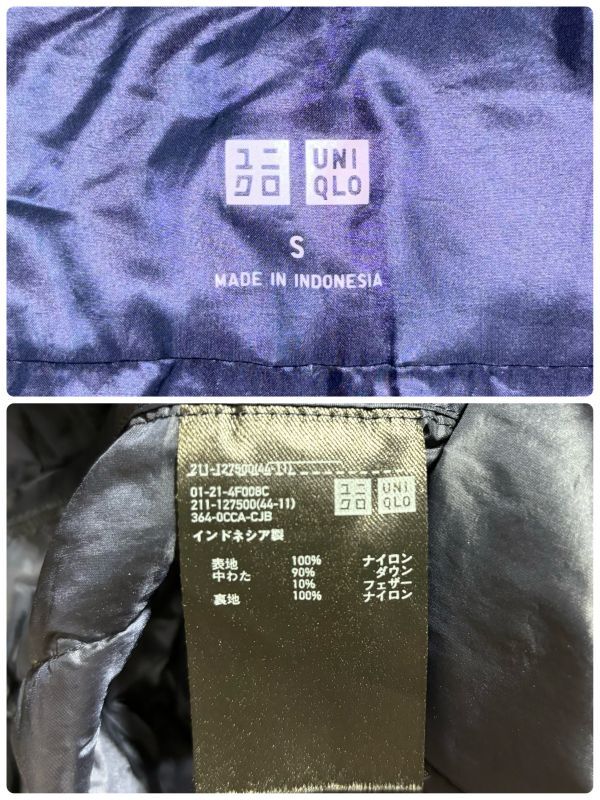 ユニ
クロ
UNI
QLO
S
MADE IN INDONESIA
211-127500(44-11)
01-21-4F008C
211-127500(44-11)
364-0CCA-CJB
ユニ
クロ
UNI
QLO
インドネシア製
表地 100% ナイロン
中わた 90% ダウン
10% フェザー
裏地 100% ナイロン